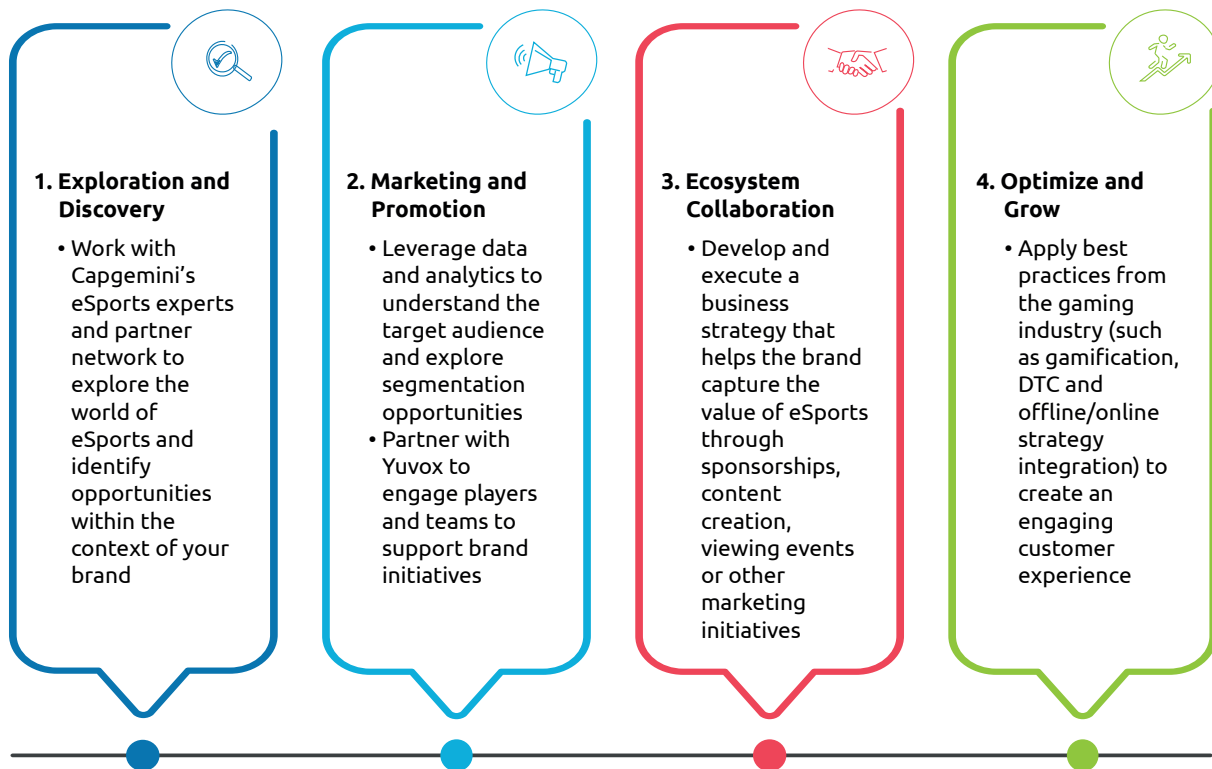 1. Exploration and
Discovery
• Work with
Capgemini’s
eSports experts
and partner
network to
explore the
world of
eSports and
identify
opportunities
within the
context of your
brand
2. Marketing and
Promotion
• Leverage data
and analytics to
understand the
target audience
and explore
segmentation
opportunities
• Partner with
Yuvox to
engage players
and teams to
support brand
initiatives
3. Ecosystem
Collaboration
• Develop and
execute a
business
strategy that
helps the brand
capture the
value of eSports
through
sponsorships,
content
creation,
viewing events
or other
marketing
initiatives
4. Optimize and
Grow
• Apply best
practices from
the gaming
industry (such
as gamification,
DTC and
offline/online
strategy
integration) to
create an
engaging
customer
experience